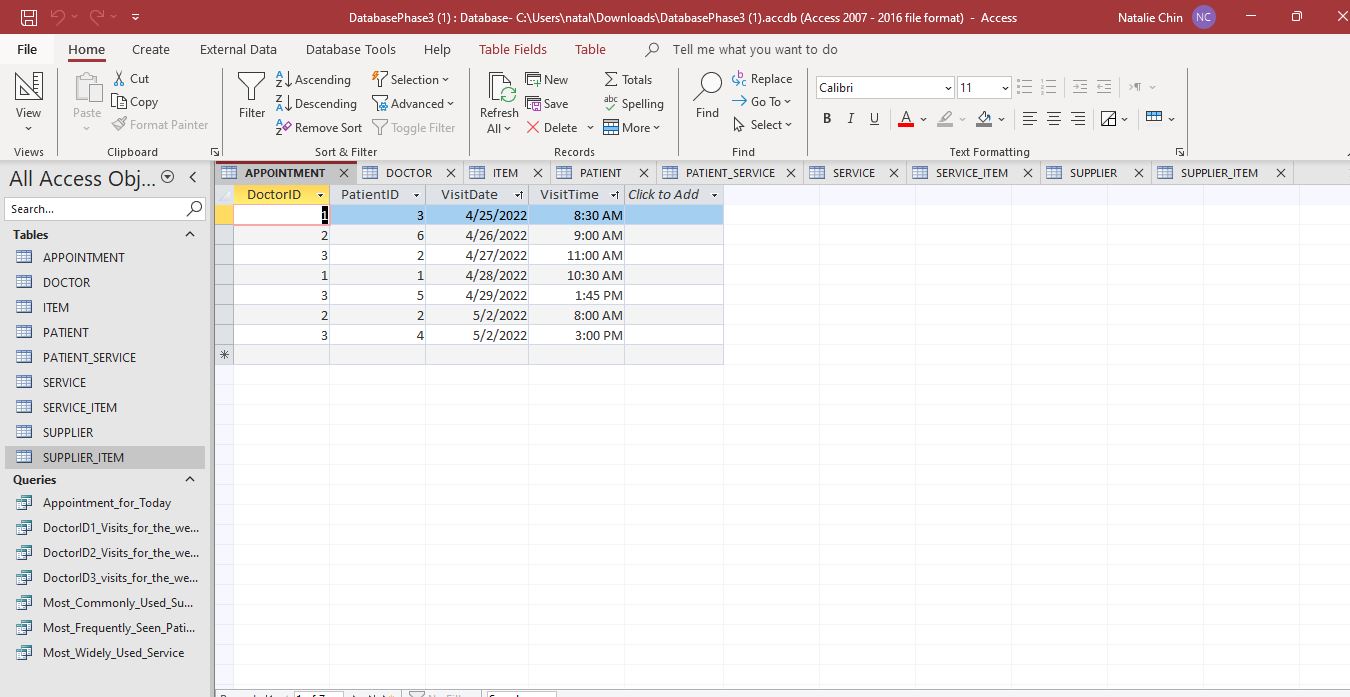 DatabasePhase3 (1) : Database- C:\Users\natal\Downloads\DatabasePhase3 (1).accdb (Access 2007 - 2016 file format) - Access
Natalie Chin
NC
File Home Create External Data Database Tools Help Table Fields Table Tell me what you want to do
View
Views
Paste
Cut
Copy
Format Painter
Clipboard
Filter
Ascending
Descending
Remove Sort
Selection
Advanced
Toggle Filter
Sort & Filter
Refresh
All
New
Save
Delete
Totals
Spelling
More
Records
Find
Replace
Go To
Select
Find
Calibri
11
B I U
Text Formatting
All Access Obj...
Search...
Tables
APPOINTMENT
DOCTOR
ITEM
PATIENT
PATIENT_SERVICE
SERVICE
SERVICE_ITEM
SUPPLIER
SUPPLIER_ITEM
Queries
Appointment_for_Today
DoctorID1_Visits_for_the_we...
DoctorID2_Visits_for_the_we...
DoctorID3_visits_for_the_we...
Most_Commonly_Used_Su...
Most_Frequently_Seen_Pati...
Most_Widely_Used_Service
APPOINTMENT DOCTOR ITEM PATIENT PATIENT_SERVICE SERVICE SERVICE_ITEM SUPPLIER SUPPLIER_ITEM
DoctorID PatientID VisitDate VisitTime Click to Add
1 3 4/25/2022 8:30 AM
2 6 4/26/2022 9:00 AM
3 2 4/27/2022 11:00 AM
1 1 4/28/2022 10:30 AM
3 5 4/29/2022 1:45 PM
2 2 5/2/2022 8:00 AM
3 4 5/2/2022 3:00 PM